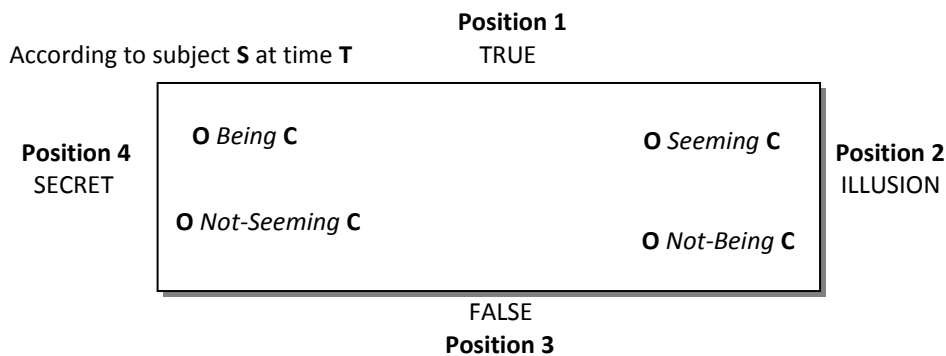 Position 1
According to subject S at time T TRUE
O Being C O Seeming C
Position 4 Position 2
SECRET ILLUSION
O Not-Seeming C O Not-Being C
FALSE
Position 3